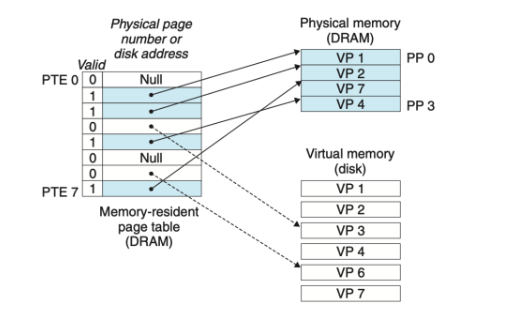 Physical page
number or
disk address
Valid
PTE 0
0
Null
1
1
0
1
0
Null
0
PTE 7
1
Memory-resident
page table
(DRAM)
Physical memory
(DRAM)
VP 1
PP 0
VP 2
VP 7
VP 4
PP 3
Virtual memory
(disk)
VP 1
VP 2
VP 3
VP 4
VP 6
VP 7